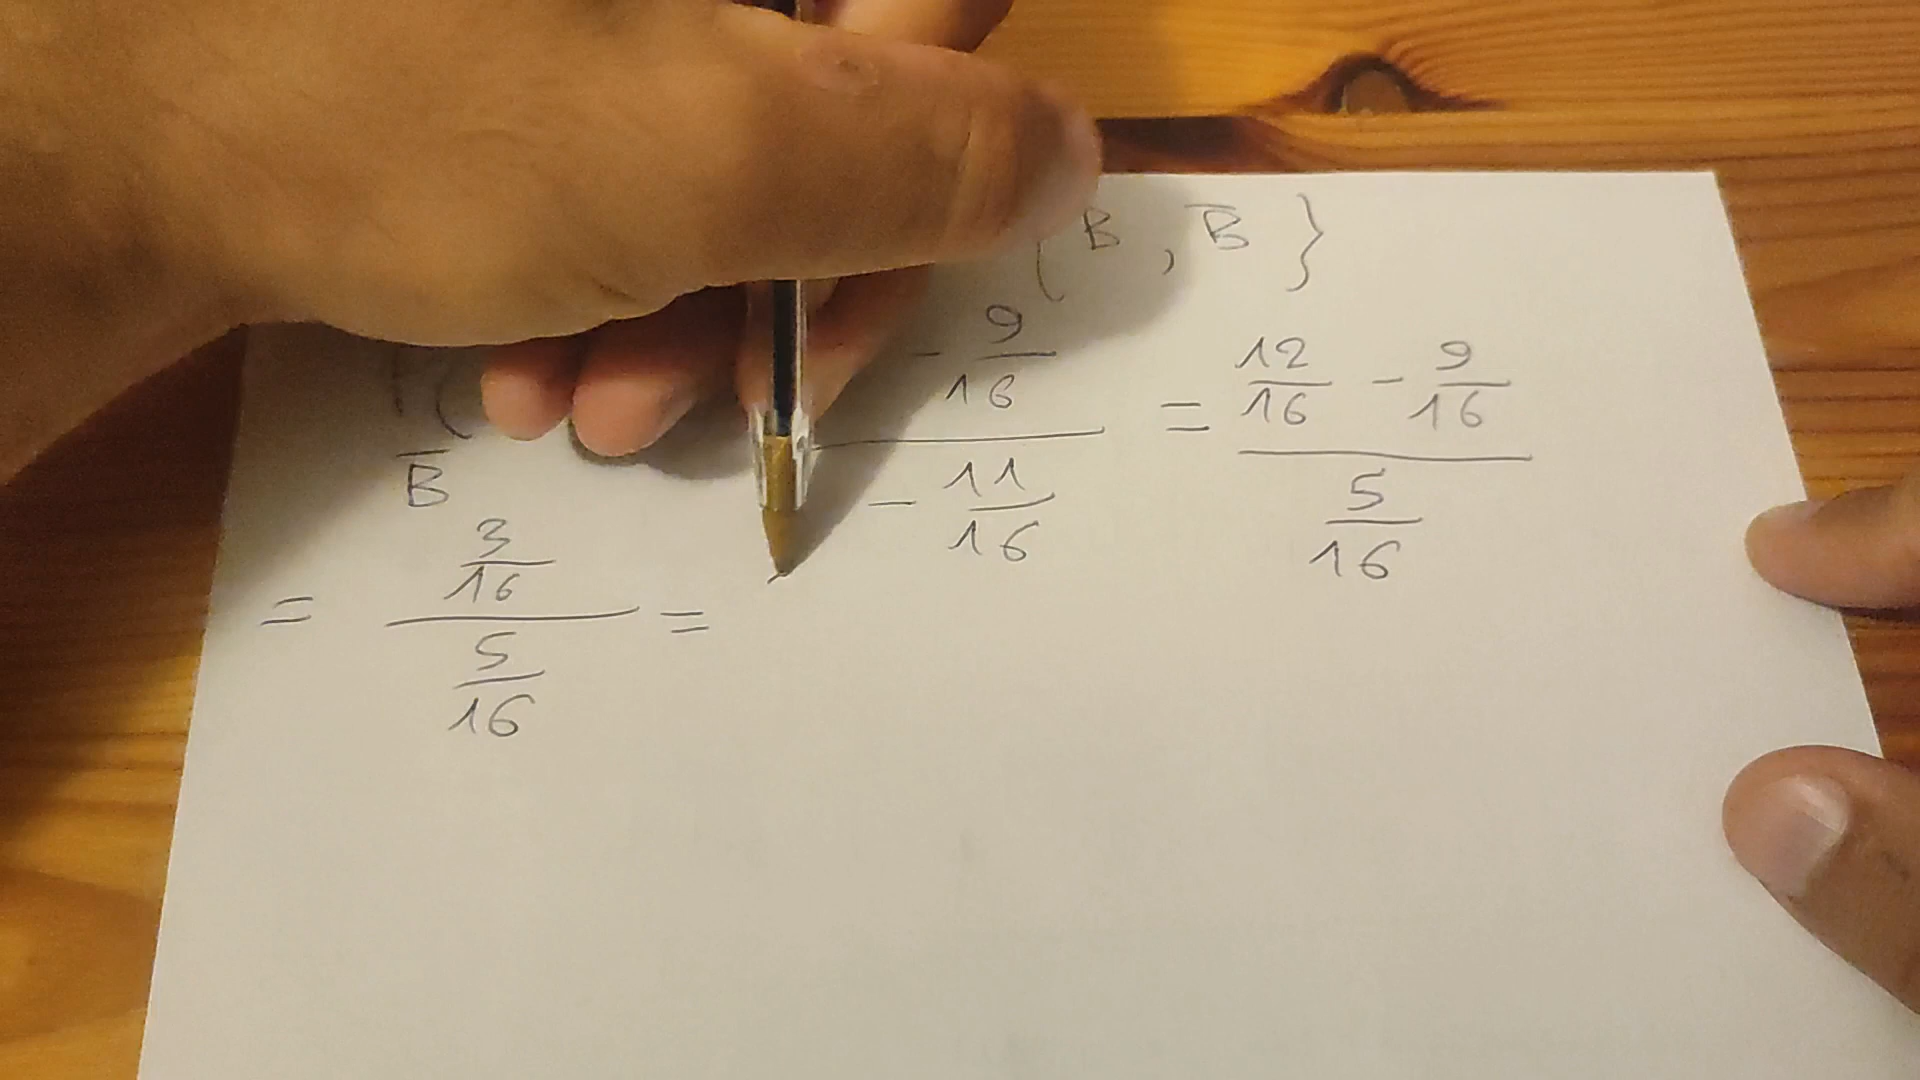 {B, B̅}
(
B̅
- 9/16
- 11/16
= (12/16 - 9/16) / (5/16)
= (3/16) / (5/16) =